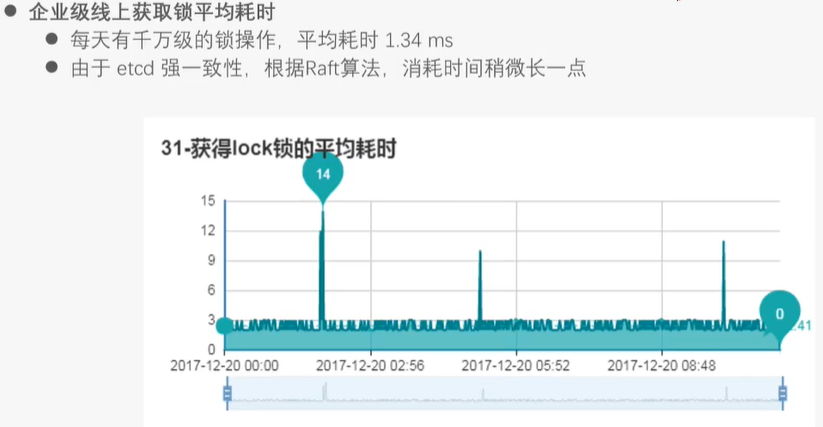 企业级线上获取锁平均耗时
每天有千万级的锁操作，平均耗时 1.34 ms
由于 etcd 强一致性，根据Raft算法，消耗时间稍微长一点
31-获得lock锁的平均耗时
14
15
12
9
6
3
0
0
41
2017-12-20 00:00 2017-12-20 02:56 2017-12-20 05:52 2017-12-20 08:48